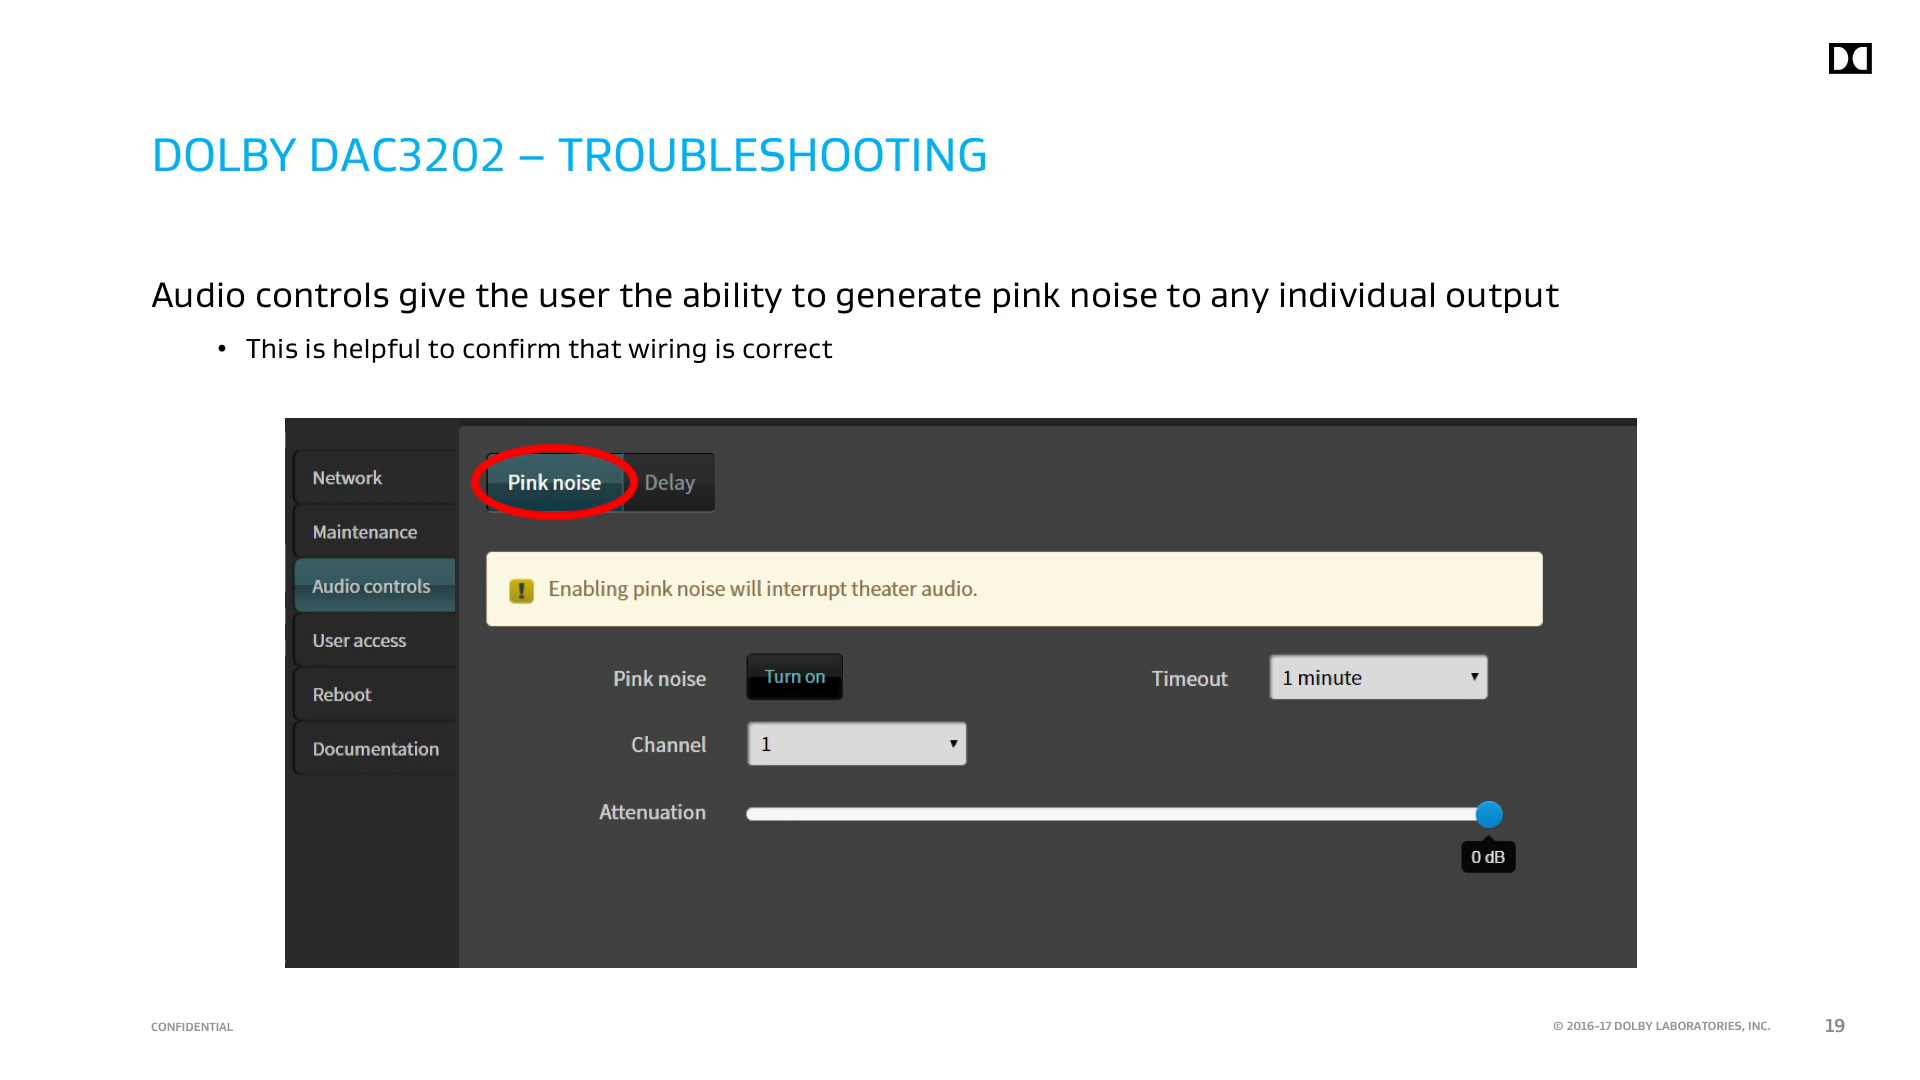 DOLBY DAC3202 – TROUBLESHOOTING
Audio controls give the user the ability to generate pink noise to any individual output
• This is helpful to confirm that wiring is correct
Network
Maintenance
Audio controls
User access
Reboot
Documentation
Pink noise Delay
! Enabling pink noise will interrupt theater audio.
Pink noise Turn on Timeout 1 minute
Channel 1
Attenuation
0 dB
CONFIDENTIAL © 2016-17 DOLBY LABORATORIES, INC. 19